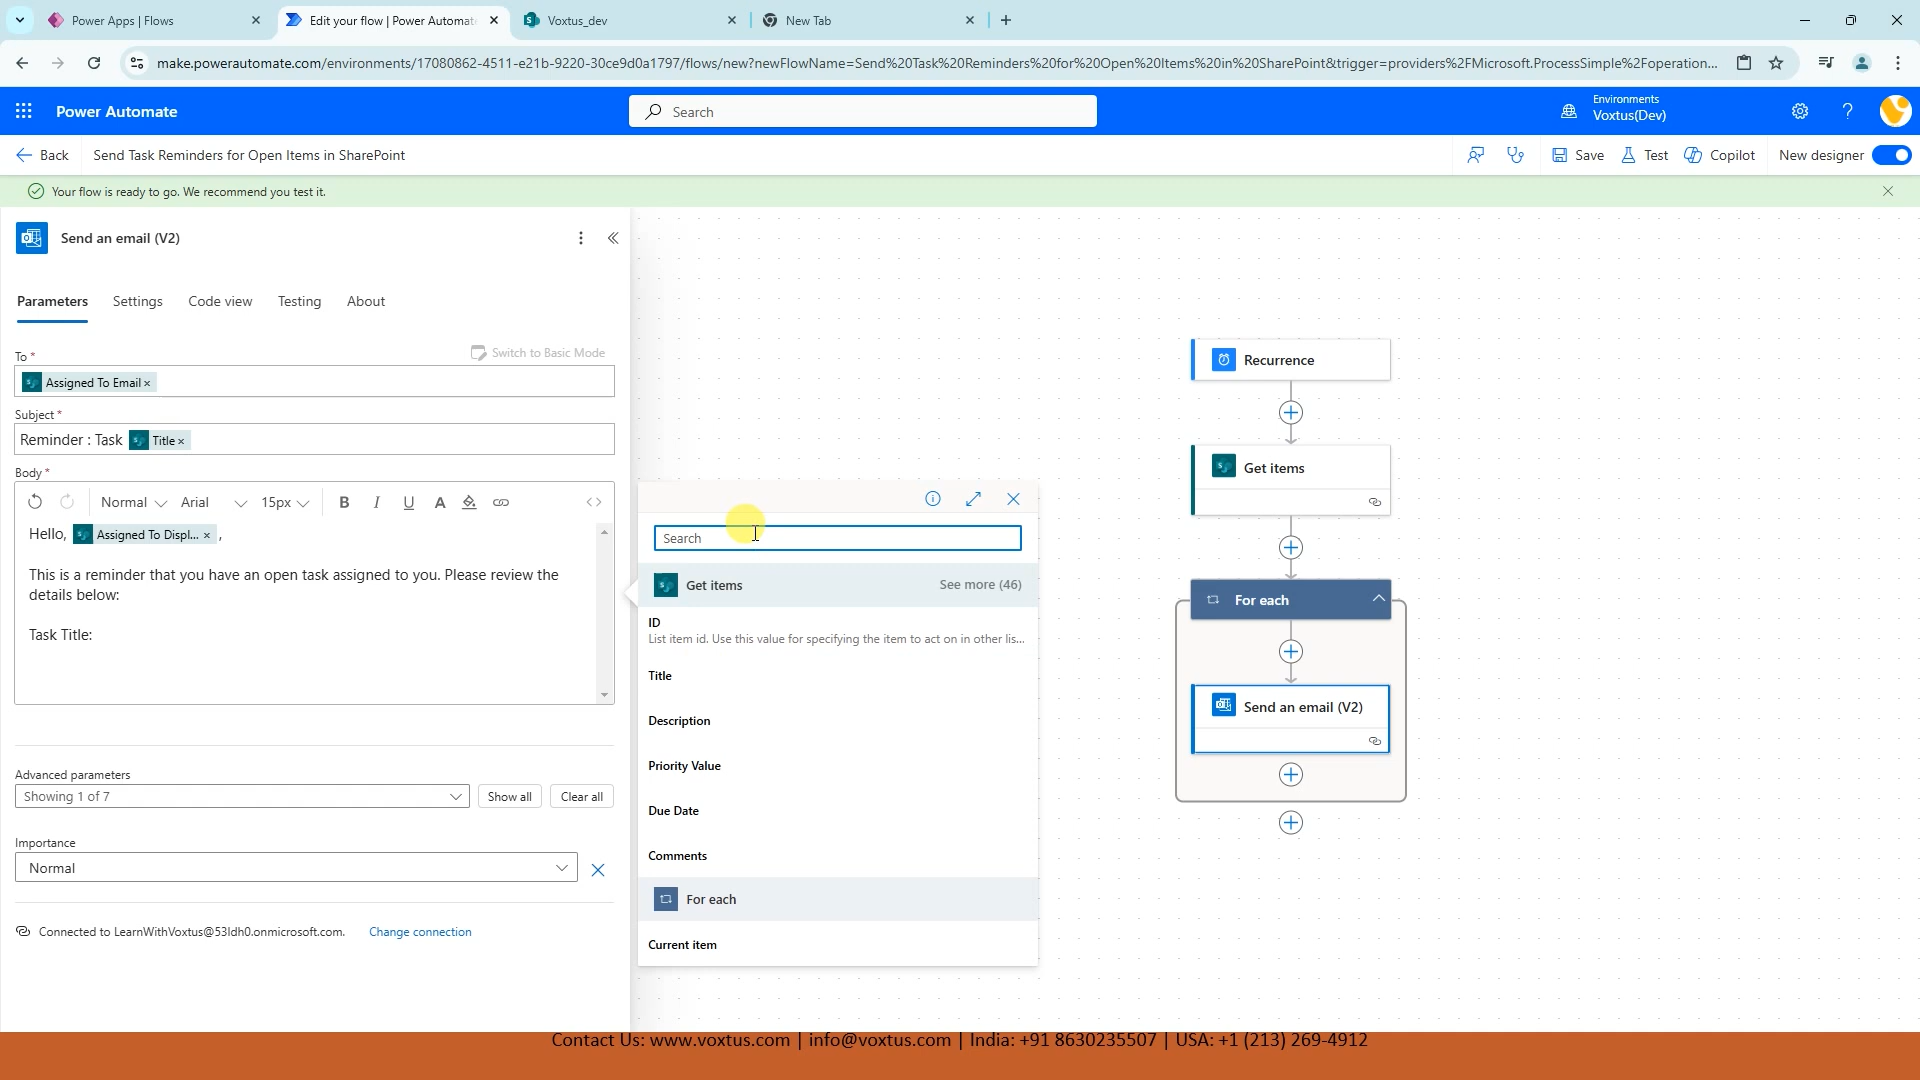 Power Apps | Flows
Edit your flow | Power Automate
Voxtus_dev
New Tab
make.powerautomate.com/environments/17080862-4511-e21b-9220-30ce9d0a1797/flows/new?newFlowName=Send%20Task%20Reminders%20for%20Open%20Items%20in%20SharePoint&trigger=providers%2FMicrosoft.ProcessSimple%2Foperation...
Power Automate
Search
Environments
Voxtus(Dev)
Back
Send Task Reminders for Open Items in SharePoint
Save
Test
Copilot
New designer
Your flow is ready to go. We recommend you test it.
Send an email (V2)
Parameters
Settings
Code view
Testing
About
Switch to Basic Mode
To *
Assigned To Email ×
Subject *
Reminder : Task Title ×
Body *
Normal
Arial
15px
B
I
U
A
Hello, Assigned To Displ... × ,
This is a reminder that you have an open task assigned to you. Please review the
details below:
Task Title:
Advanced parameters
Showing 1 of 7
Show all
Clear all
Importance
Normal
Connected to LearnWithVoxtus@53ldh0.onmicrosoft.com.
Change connection
Search
Get items
See more (46)
ID
List item id. Use this value for specifying the item to act on in other lis...
Title
Description
Priority Value
Due Date
Comments
For each
Current item
Recurrence
Get items
For each
Send an email (V2)
Contact Us: www.voxtus.com | info@voxtus.com | India: +91 8630235507 | USA: +1 (213) 269-4912